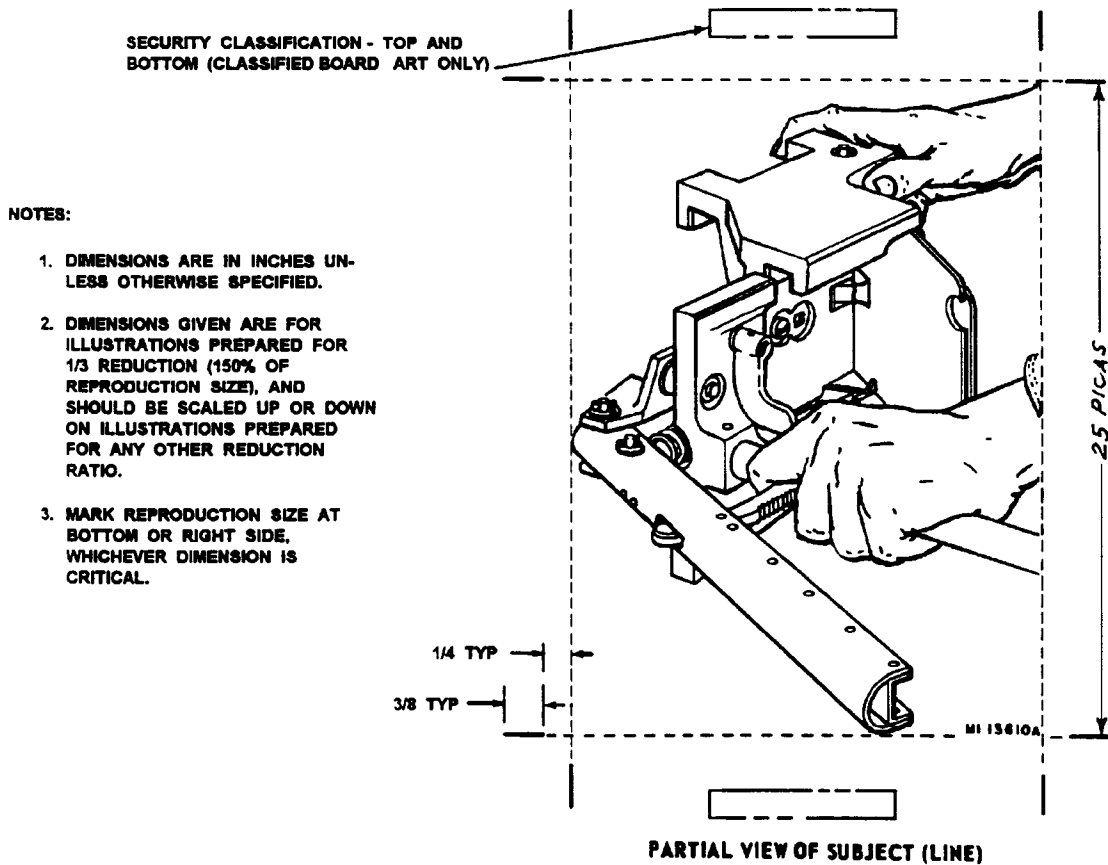 SECURITY CLASSIFICATION - TOP AND
BOTTOM (CLASSIFIED BOARD ART ONLY)
NOTES:
1. DIMENSIONS ARE IN INCHES UN-
LESS OTHERWISE SPECIFIED.
2. DIMENSIONS GIVEN ARE FOR
ILLUSTRATIONS PREPARED FOR
1/3 REDUCTION (150% OF
REPRODUCTION SIZE), AND
SHOULD BE SCALED UP OR DOWN
ON ILLUSTRATIONS PREPARED
FOR ANY OTHER REDUCTION
RATIO.
3. MARK REPRODUCTION SIZE AT
BOTTOM OR RIGHT SIDE,
WHICHEVER DIMENSION IS
CRITICAL.
25 PICAS
1/4 TYP
3/8 TYP
MI 13610A
PARTIAL VIEW OF SUBJECT (LINE)